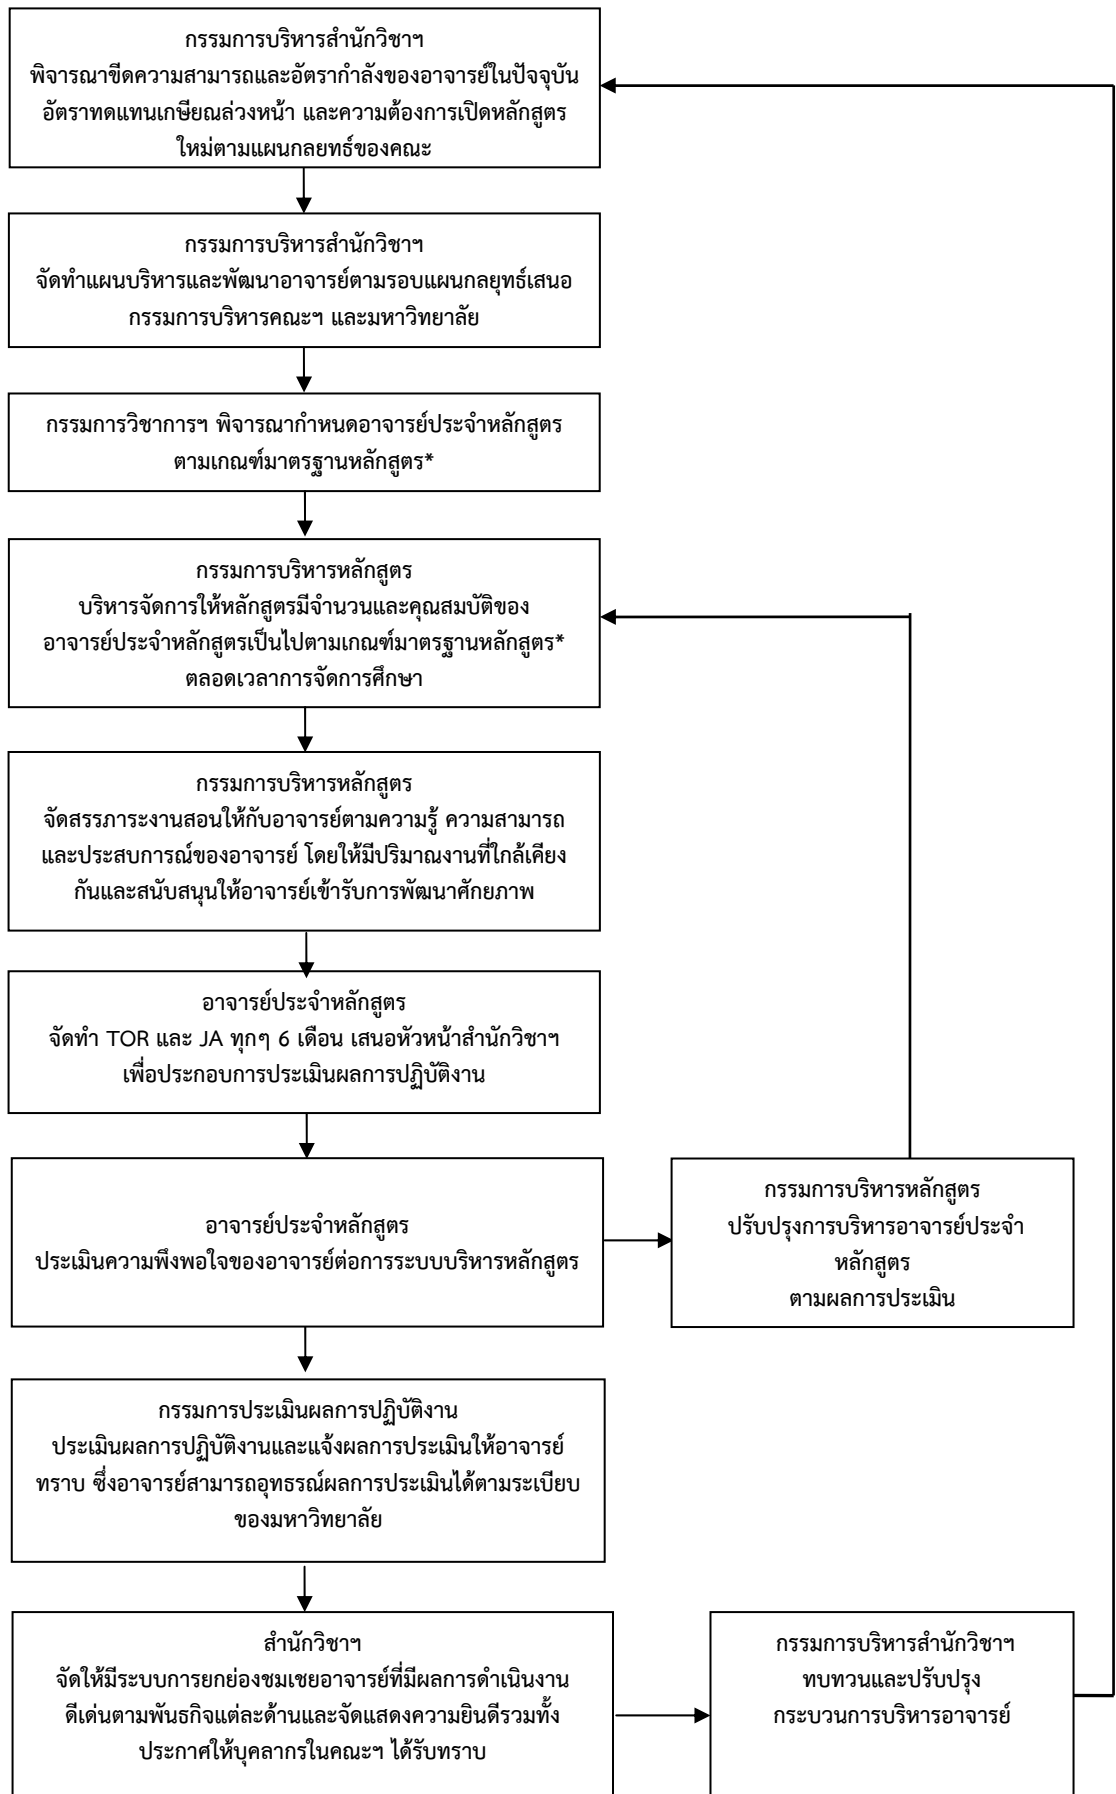 กรรมการบริหารสำนักวิชาฯ
พิจารณาขีดความสามารถและอัตรากำลังของอาจารย์ในปัจจุบัน
อัตราทดแทนเกษียณล่วงหน้า และความต้องการเปิดหลักสูตร
ใหม่ตามแผนกลยทธ์ของคณะ
กรรมการบริหารสำนักวิชาฯ
จัดทำแผนบริหารและพัฒนาอาจารย์ตามรอบแผนกลยุทธ์เสนอ
กรรมการบริหารคณะฯ และมหาวิทยาลัย
กรรมการวิชาการฯ พิจารณากำหนดอาจารย์ประจำหลักสูตร
ตามเกณฑ์มาตรฐานหลักสูตร*
กรรมการบริหารหลักสูตร
บริหารจัดการให้หลักสูตรมีจำนวนและคุณสมบัติของ
อาจารย์ประจำหลักสูตรเป็นไปตามเกณฑ์มาตรฐานหลักสูตร*
ตลอดเวลาการจัดการศึกษา
กรรมการบริหารหลักสูตร
จัดสรรภาระงานสอนให้กับอาจารย์ตามความรู้ ความสามารถ
และประสบการณ์ของอาจารย์ โดยให้มีปริมาณงานที่ใกล้เคียง
กันและสนับสนุนให้อาจารย์เข้ารับการพัฒนาศักยภาพ
อาจารย์ประจำหลักสูตร
จัดทำ TOR และ JA ทุกๆ 6 เดือน เสนอหัวหน้าสำนักวิชาฯ
เพื่อประกอบการประเมินผลการปฏิบัติงาน
อาจารย์ประจำหลักสูตร
ประเมินความพึงพอใจของอาจารย์ต่อการระบบบริหารหลักสูตร
กรรมการบริหารหลักสูตร
ปรับปรุงการบริหารอาจารย์ประจำ
หลักสูตร
ตามผลการประเมิน
กรรมการประเมินผลการปฏิบัติงาน
ประเมินผลการปฏิบัติงานและแจ้งผลการประเมินให้อาจารย์
ทราบ ซึ่งอาจารย์สามารถอุทธรณ์ผลการประเมินได้ตามระเบียบ
ของมหาวิทยาลัย
สำนักวิชาฯ
จัดให้มีระบบการยกย่องชมเชยอาจารย์ที่มีผลการดำเนินงาน
ดีเด่นตามพันธกิจแต่ละด้านและจัดแสดงความยินดีรวมทั้ง
ประกาศให้บุคลากรในคณะฯ ได้รับทราบ
กรรมการบริหารสำนักวิชาฯ
ทบทวนและปรับปรุง
กระบวนการบริหารอาจารย์